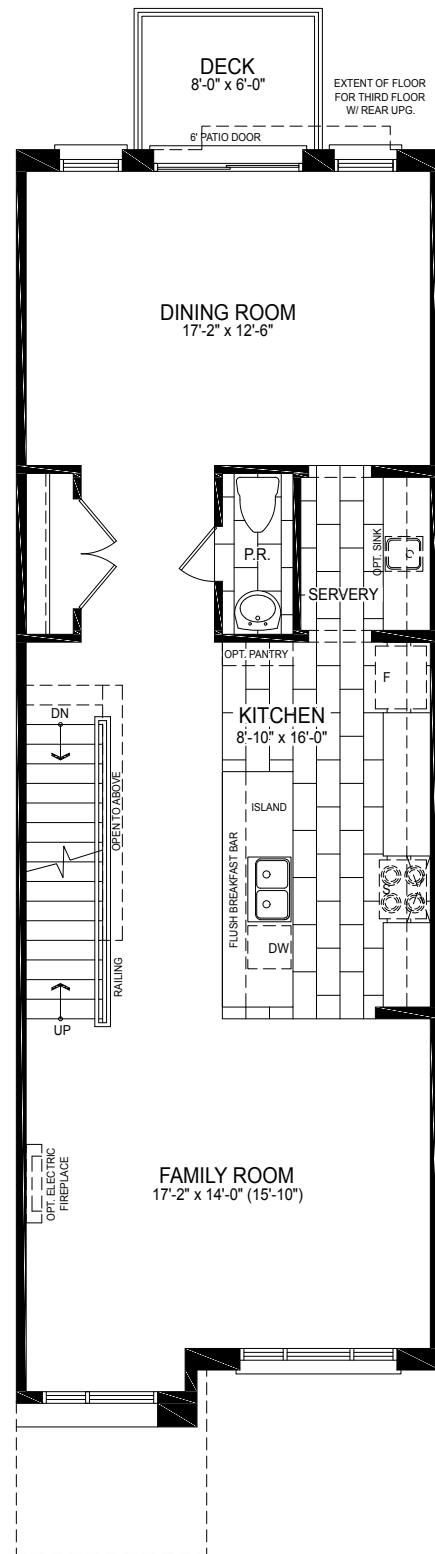 DECK
8'-0" x 6'-0"
EXTENT OF FLOOR
FOR THIRD FLOOR
W/ REAR UPG.
6' PATIO DOOR
DINING ROOM
17'-2" x 12'-6"
P.R.
OPT. SINK
SERVERY
OPT. PANTRY
F
KITCHEN
8'-10" x 16'-0"
DN
OPEN TO ABOVE
ISLAND
FLUSH BREAKFAST BAR
S
DW
RAILING
UP
OPT. ELECTRIC
FIREPLACE
FAMILY ROOM
17'-2" x 14'-0" (15'-10")